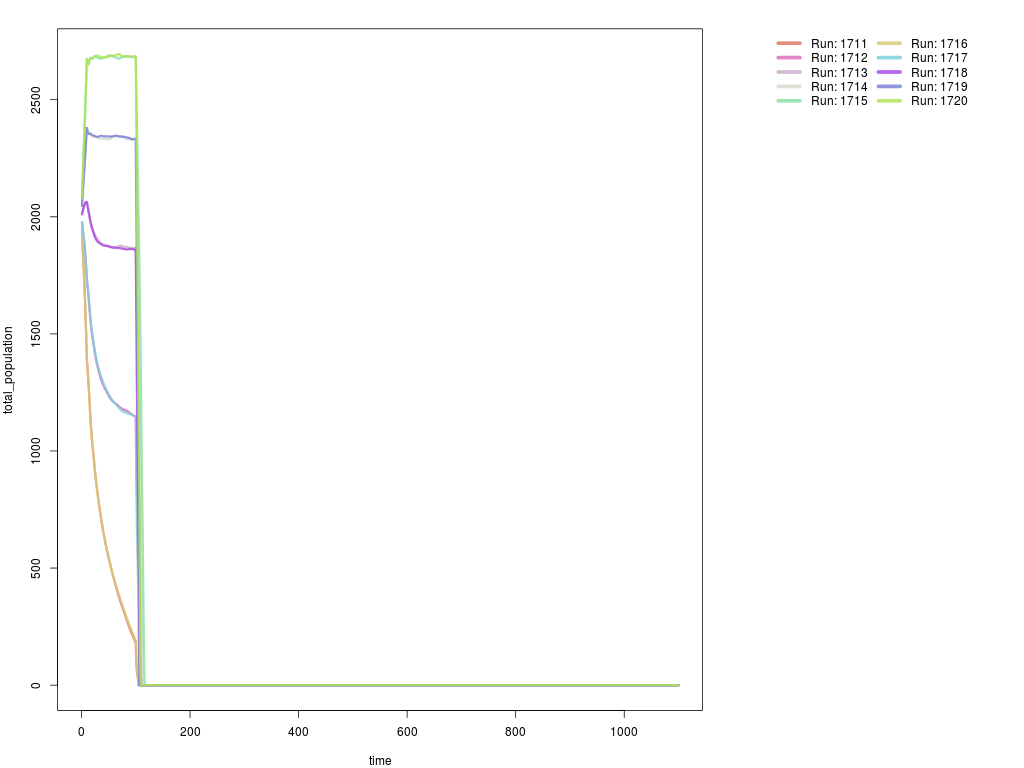 Run: 1711 Run: 1716
Run: 1712 Run: 1717
Run: 1713 Run: 1718
Run: 1714 Run: 1719
Run: 1715 Run: 1720
total_population
2500
2000
1500
1000
500
0
0 200 400 600 800 1000
time